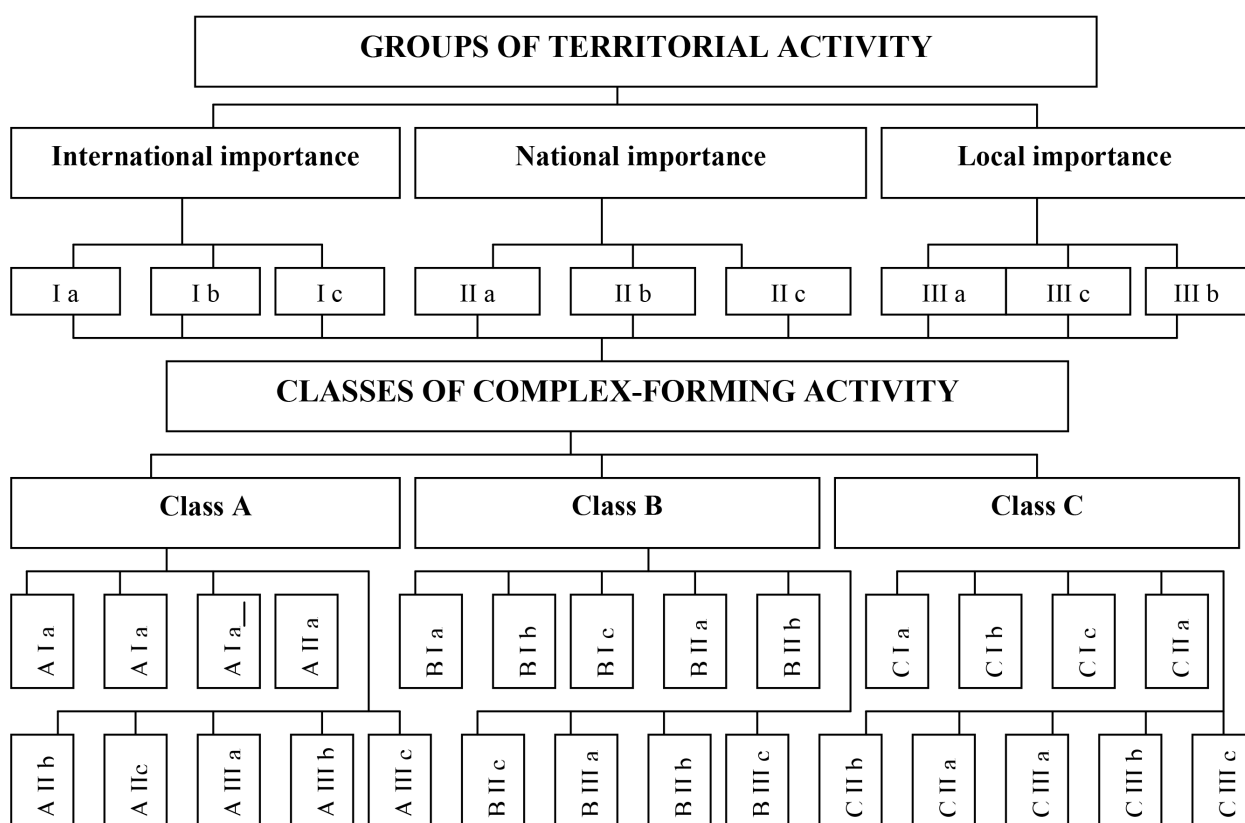 GROUPS OF TERRITORIAL ACTIVITY
International importance
National importance
Local importance
I a
I b
I c
II a
II b
II c
III a
III c
III b
CLASSES OF COMPLEX-FORMING ACTIVITY
Class A
Class B
Class C
A I a
A I a
A I a_
A II a
B I a
B I b
B I c
B II a
B II b
C I a
C I b
C I c
C II a
A II b
A IIc
A III a
A III b
A III c
B II c
B III a
B II b
B III c
C II b
C II a
C III a
C III b
C III c